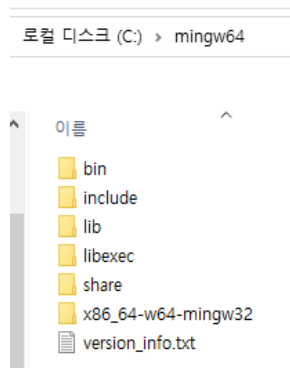 로컬 디스크 (C:) > mingw64
이름
bin
include
lib
libexec
share
x86_64-w64-mingw32
version_info.txt